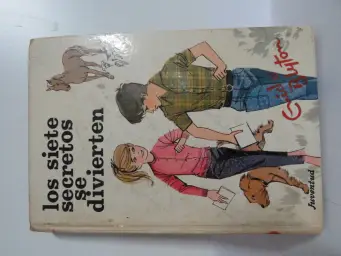 los siete
secretos
se
divierten
Enid
Blyton
Juventud